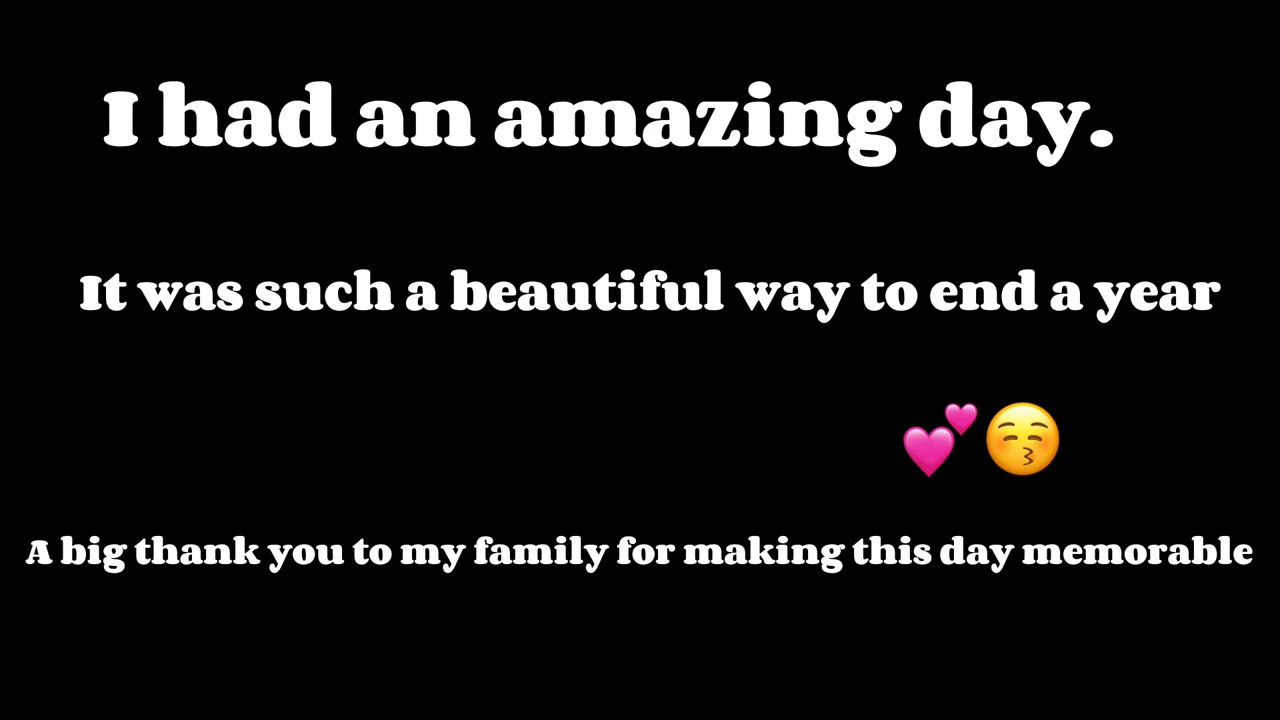 I had an amazing day.
It was such a beautiful way to end a year
💕😚
A big thank you to my family for making this day memorable